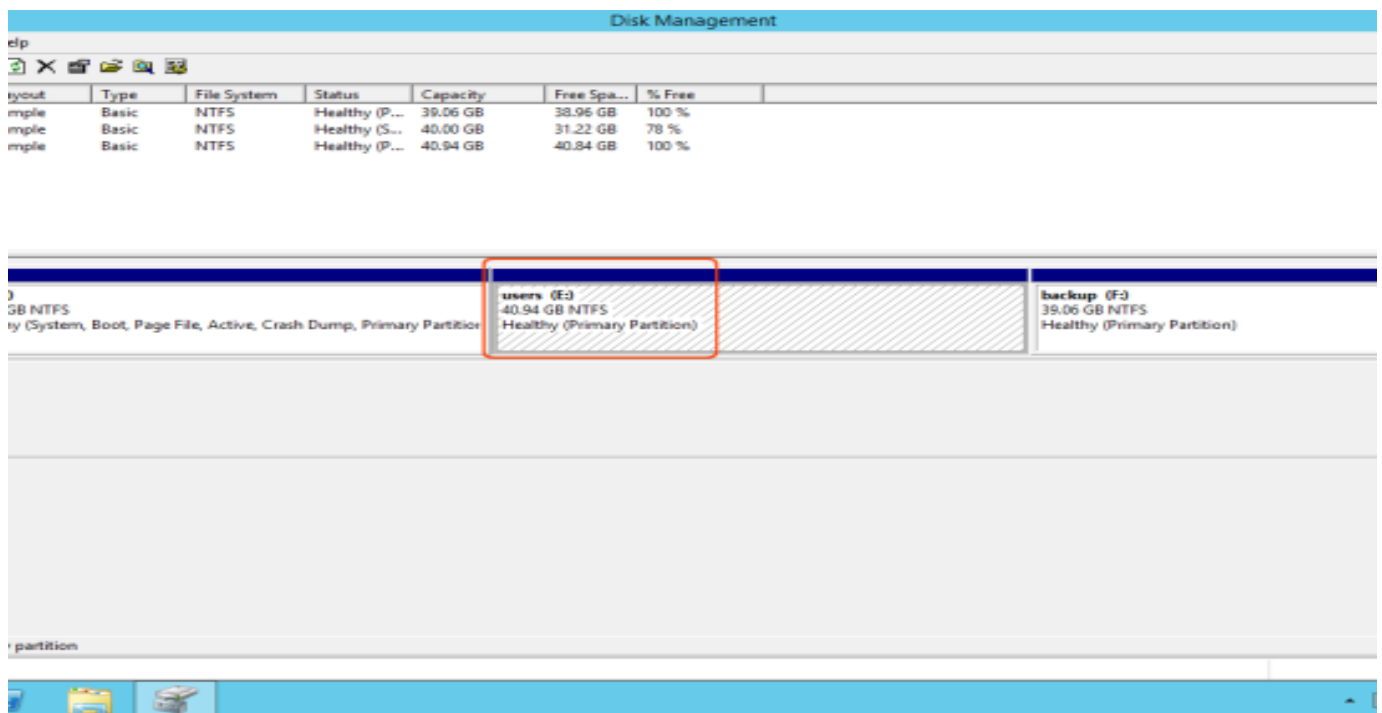 Disk Management
elp
yout Type File System Status Capacity Free Spa... % Free
mple Basic NTFS Healthy (P... 39.06 GB 38.96 GB 100 %
mple Basic NTFS Healthy (S... 40.00 GB 31.22 GB 78 %
mple Basic NTFS Healthy (P... 40.94 GB 40.84 GB 100 %
)
GB NTFS
y (System, Boot, Page File, Active, Crash Dump, Primary Partition
users (E:)
40.94 GB NTFS
Healthy (Primary Partition)
backup (F:)
39.06 GB NTFS
Healthy (Primary Partition)
partition